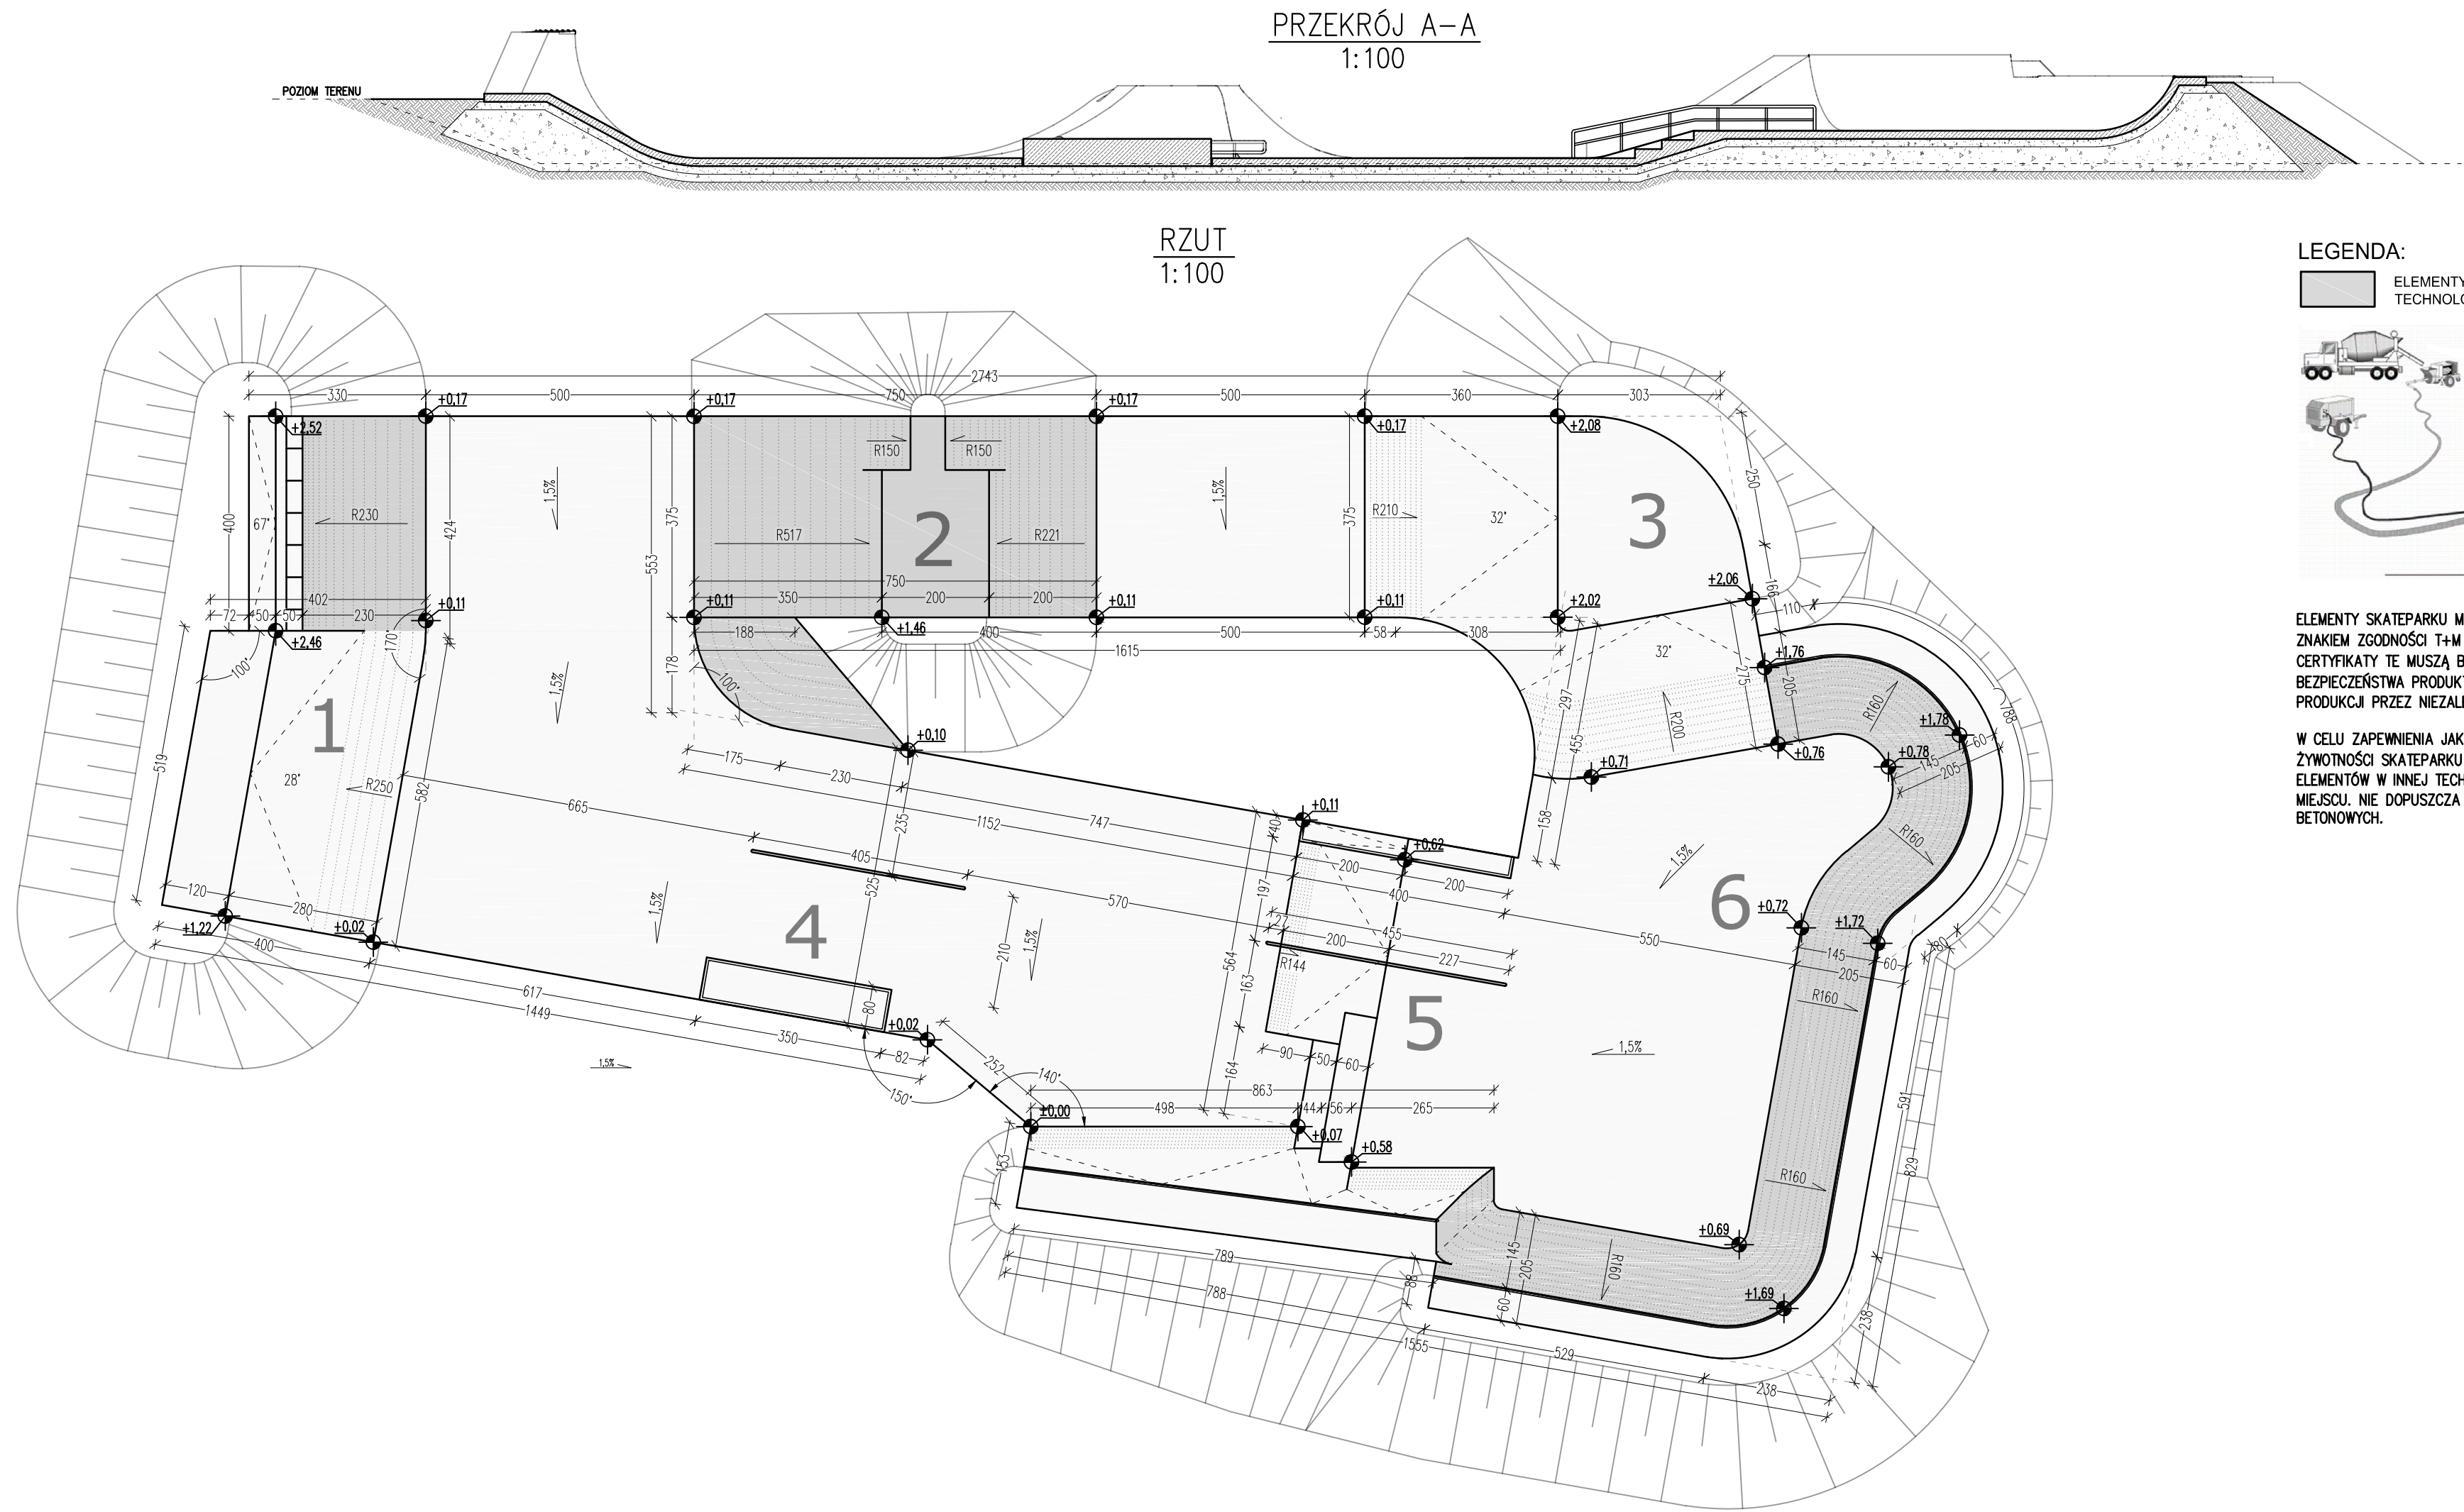 PRZEKRÓJ A-A
1:100
POZIOM TERENU
RZUT
1:100
LEGENDA:
ELEMENTY
TECHNOLO
2743
330 500 750 500 360 303
+0,17 +0,17 +0,17 +0,17 +2,08
+2,52
R150 R150
250
400 67° R230 424 1,5% 553 375 R517 2 R221 1,5% 375 R210 32° 3
750
402 +0,11 +0,11 350 200 200 +0,11 +0,11 +2,02 +2,06 166 110
72 50 50 230
+2,46 170° 188 +1,46 400 500 58 308
1615
100° 178 100° 1,5% 32° 275 +1,76 205
519 1 28° R250 582 297 455 R200 R160 +1,78 60 788
+0,10 +0,71 +0,76 +0,78 145 205
175 230
665 235 1152 747 +0,11 40 158 R160
405 525 197 200 +0,62 200 400 1,5%
120 280 1,5% 4 570 27 455 550 6 +0,72 +1,72
+1,22 400 +0,02 210 1,5% 564 163 R144 200 227 145 60 205 80
617 80 R160
1449 350 82 +0,02 5 1,5%
1,5% 252 140° 90 50 60 164 591
150° 863
498 44 56 265
±0,00 +0,07 +0,58 829
153 R160
+0,69
789 88 145 205 R160 +1,69
788 60 238
1555 529 238
ELEMENTY SKATEPARKU M
ZNAKIEM ZGODNOŚCI T+M
CERTYFIKATY TE MUSZĄ B
BEZPIECZEŃSTWA PRODUK
PRODUKCJI PRZEZ NIEZALE
W CELU ZAPEWNIENIA JAK
ŻYWOTNOŚCI SKATEPARKU
ELEMENTÓW W INNEJ TECH
MIEJSCU. NIE DOPUSZCZA
BETONOWYCH.